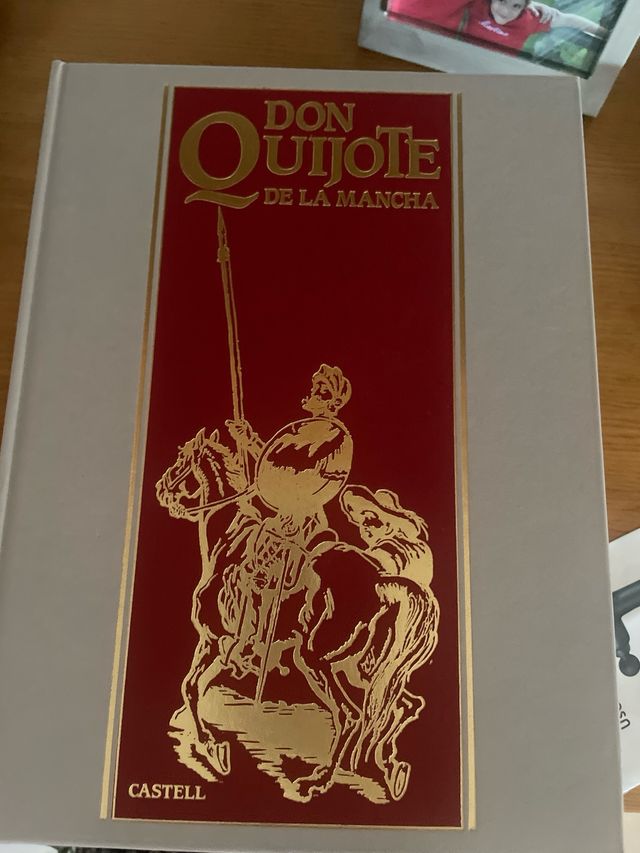 DON
QUIJOTE
DE LA MANCHA
CASTELL